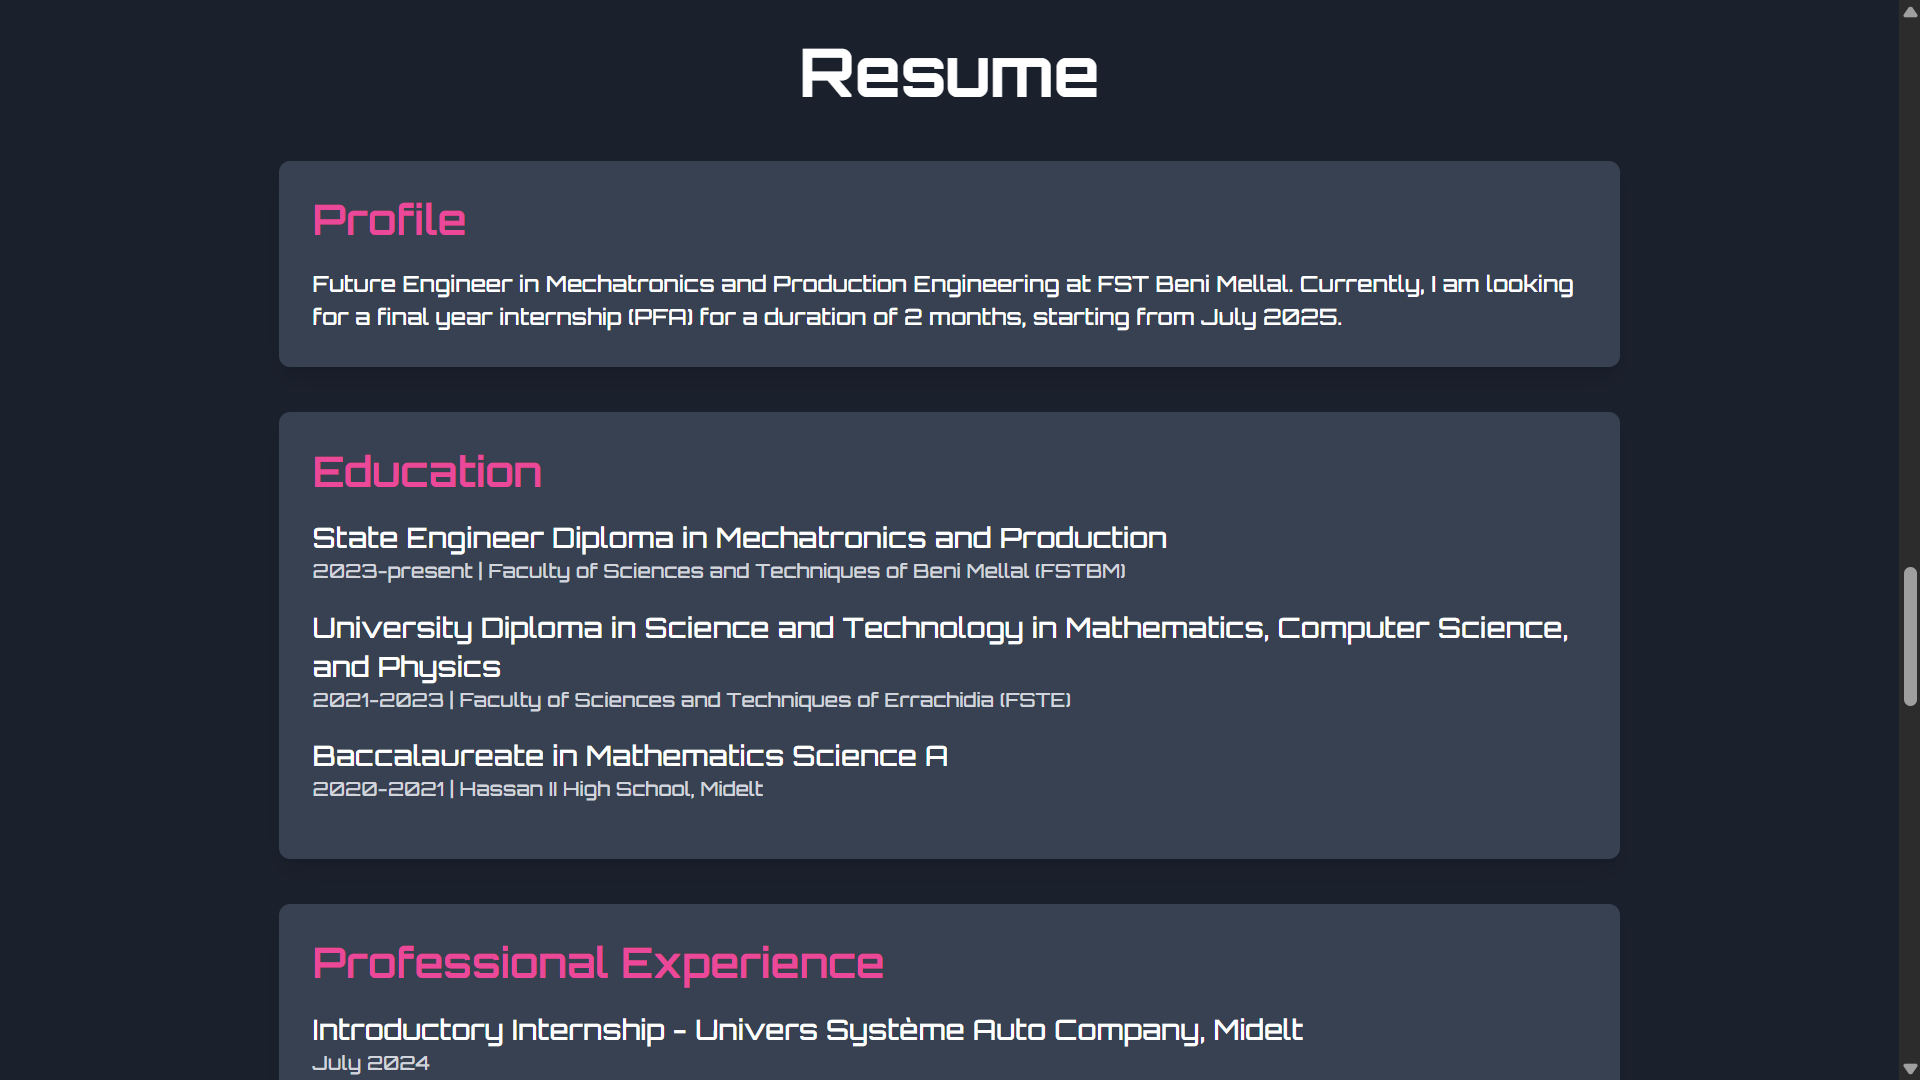 Resume
Profile
Future Engineer in Mechatronics and Production Engineering at FST Beni Mellal. Currently, I am looking
for a final year internship (PFA) for a duration of 2 months, starting from July 2025.
Education
State Engineer Diploma in Mechatronics and Production
2023-present | Faculty of Sciences and Techniques of Beni Mellal (FSTBM)
University Diploma in Science and Technology in Mathematics, Computer Science,
and Physics
2021-2023 | Faculty of Sciences and Techniques of Errachidia (FSTE)
Baccalaureate in Mathematics Science A
2020-2021 | Hassan II High School, Midelt
Professional Experience
Introductory Internship - Univers Système Auto Company, Midelt
July 2024